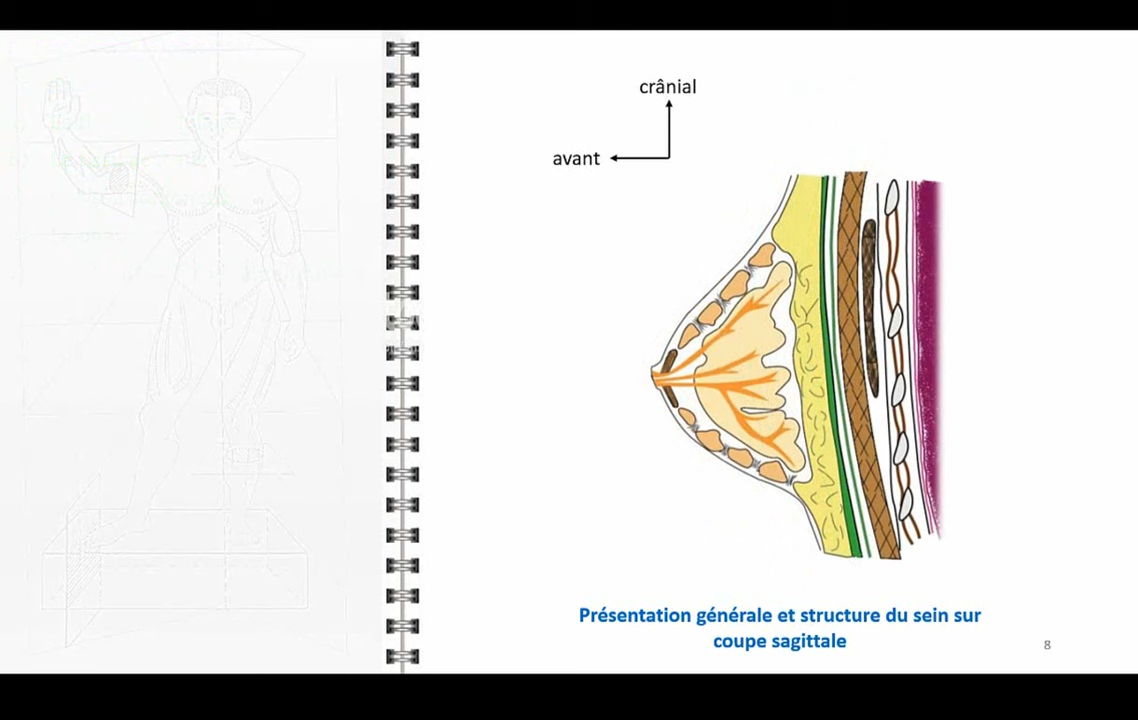 crânial
avant
Présentation générale et structure du sein sur
coupe sagittale
8